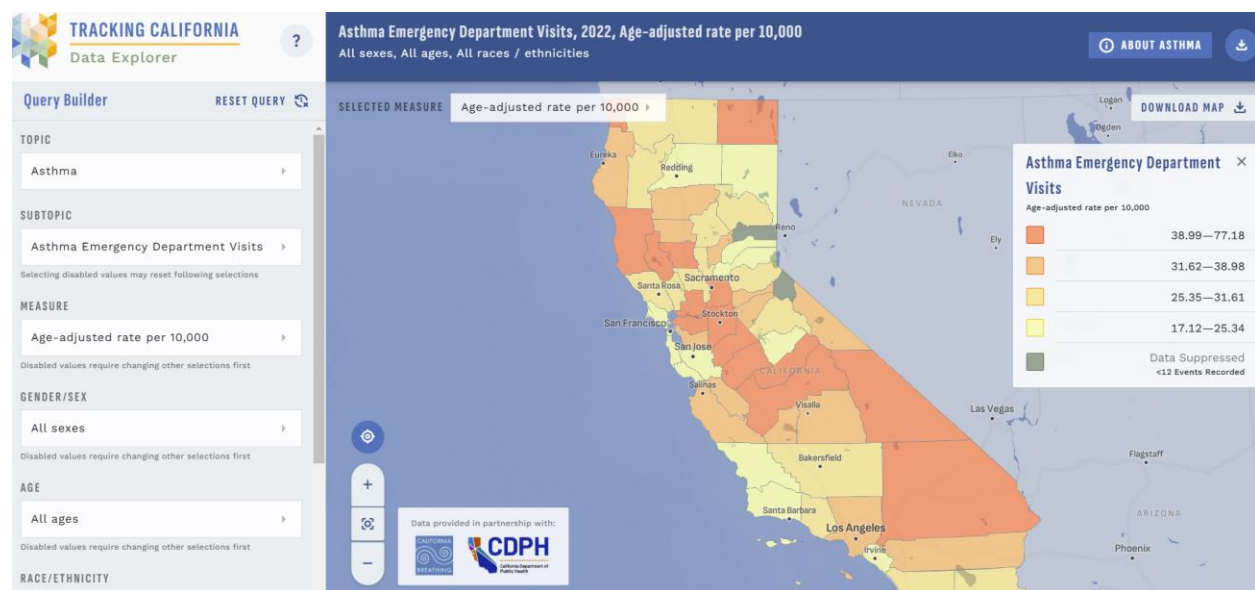 TRACKING CALIFORNIA
Data Explorer
?
Asthma Emergency Department Visits, 2022, Age-adjusted rate per 10,000
All sexes, All ages, All races / ethnicities
ABOUT ASTHMA
Query Builder
RESET QUERY
TOPIC
Asthma
SUBTOPIC
Asthma Emergency Department Visits
Selecting disabled values may reset following selections
MEASURE
Age-adjusted rate per 10,000
Disabled values require changing other selections first
GENDER/SEX
All sexes
Disabled values require changing other selections first
AGE
All ages
Disabled values require changing other selections first
RACE/ETHNICITY
SELECTED MEASURE Age-adjusted rate per 10,000
DOWNLOAD MAP
Logan
Ogden
Eureka
Redding
Elko
NEVADA
Reno
Ely
Sacramento
Santa Rosa
Stockton
San Francisco
San Jose
CALIFORNIA
Salinas
Visalia
Las Vegas
Bakersfield
Flagstaff
Santa Barbara
Los Angeles
ARIZONA
Irvine
Phoenix
Asthma Emergency Department
Visits
Age-adjusted rate per 10,000
38.99—77.18
31.62—38.98
25.35—31.61
17.12—25.34
Data Suppressed
<12 Events Recorded
+
−
Data provided in partnership with:
CALIFORNIA
BREATHING
CDPH
California Department of
Public Health